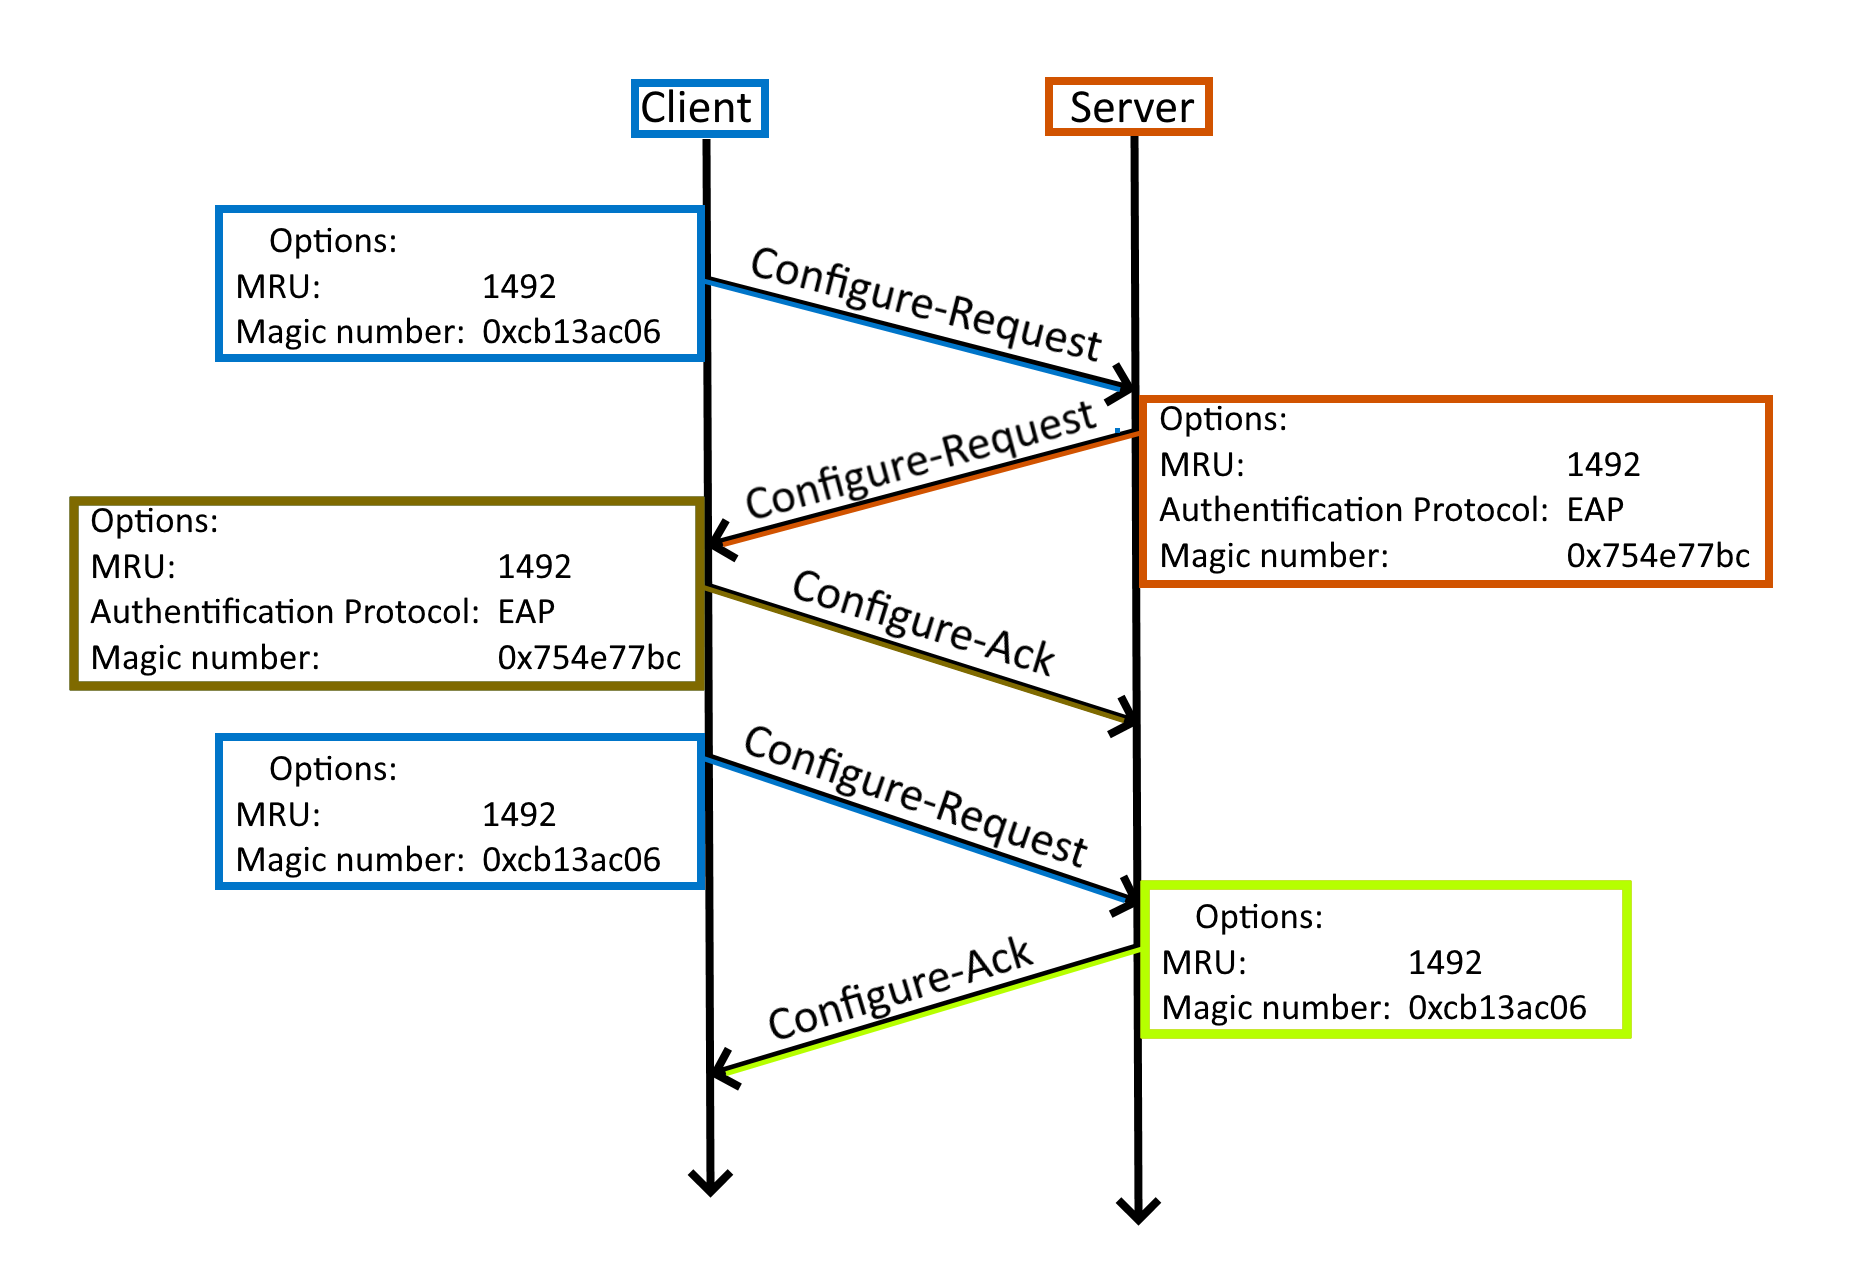 Client
Server
Options:
MRU: 1492
Magic number: 0xcb13ac06
Configure-Request
Configure-Request
Options:
MRU: 1492
Authentification Protocol: EAP
Magic number: 0x754e77bc
Options:
MRU: 1492
Authentification Protocol: EAP
Magic number: 0x754e77bc
Configure-Ack
Options:
MRU: 1492
Magic number: 0xcb13ac06
Configure-Request
Options:
MRU: 1492
Magic number: 0xcb13ac06
Configure-Ack